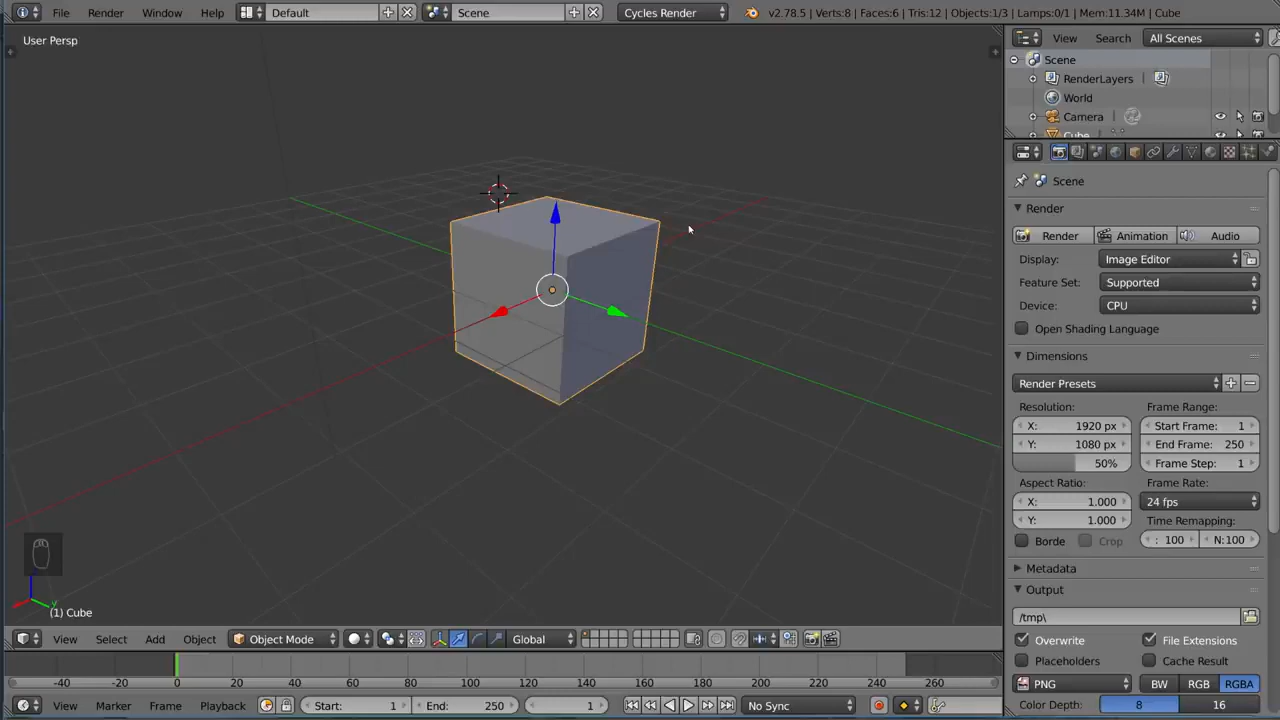 File Render Window Help Default Scene Cycles Render v2.78.5 | Verts:8 | Faces:6 | Tris:12 | Objects:1/3 | Lamps:0/1 | Mem:11.34M | Cube
User Persp
View Search All Scenes
Scene
RenderLayers
World
Camera
Cube
Scene
Render
Render Animation Audio
Display: Image Editor
Feature Set: Supported
Device: CPU
Open Shading Language
Dimensions
Render Presets
Resolution: Frame Range:
X: 1920 px Start Frame: 1
Y: 1080 px End Frame: 250
50% Frame Step: 1
Aspect Ratio: Frame Rate:
X: 1.000 24 fps
Y: 1.000 Time Remapping:
Borde Crop : 100 N:100
Metadata
Output
/tmp\
Overwrite File Extensions
Placeholders Cache Result
PNG BW RGB RGBA
Color Depth: 8 16
y
(1) Cube
View Select Add Object Object Mode Global
-40 -20 0 20 40 60 80 100 120 140 160 180 200 220 240 260
View Marker Frame Playback Start: 1 End: 250 1 No Sync